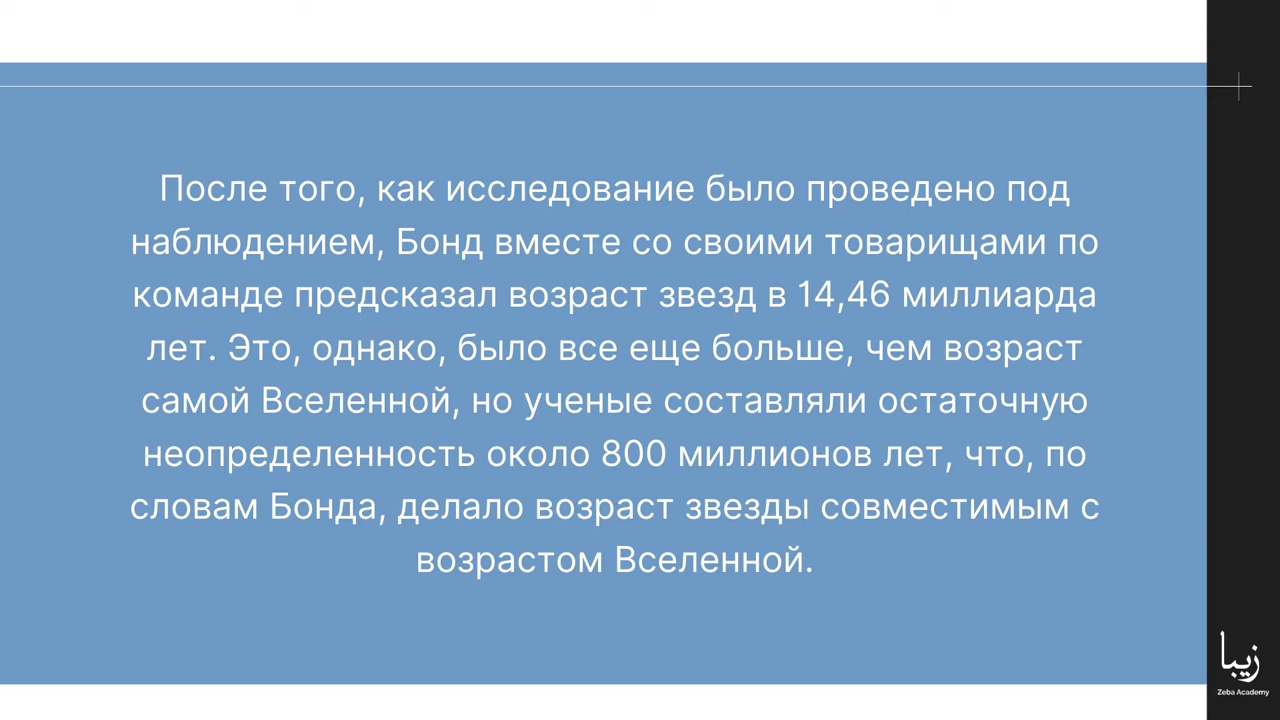 После того, как исследование было проведено под
наблюдением, Бонд вместе со своими товарищами по
команде предсказал возраст звезд в 14,46 миллиарда
лет. Это, однако, было все еще больше, чем возраст
самой Вселенной, но ученые составляли остаточную
неопределенность около 800 миллионов лет, что, по
словам Бонда, делало возраст звезды совместимым с
возрастом Вселенной.
زیبا
Zeba Academy